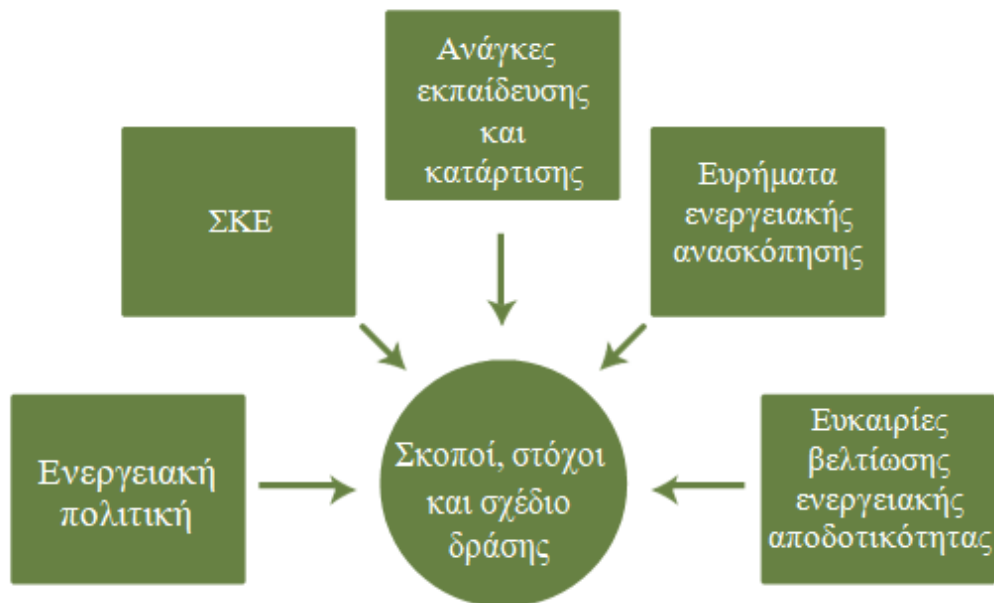 Ανάγκες
εκπαίδευσης
και
κατάρτισης
ΣΚΕ
Ευρήματα
ενεργειακής
ανασκόπησης
Ενεργειακή
πολιτική
Σκοποί, στόχοι
και σχέδιο
δράσης
Ευκαιρίες
βελτίωσης
ενεργειακής
αποδοτικότητας